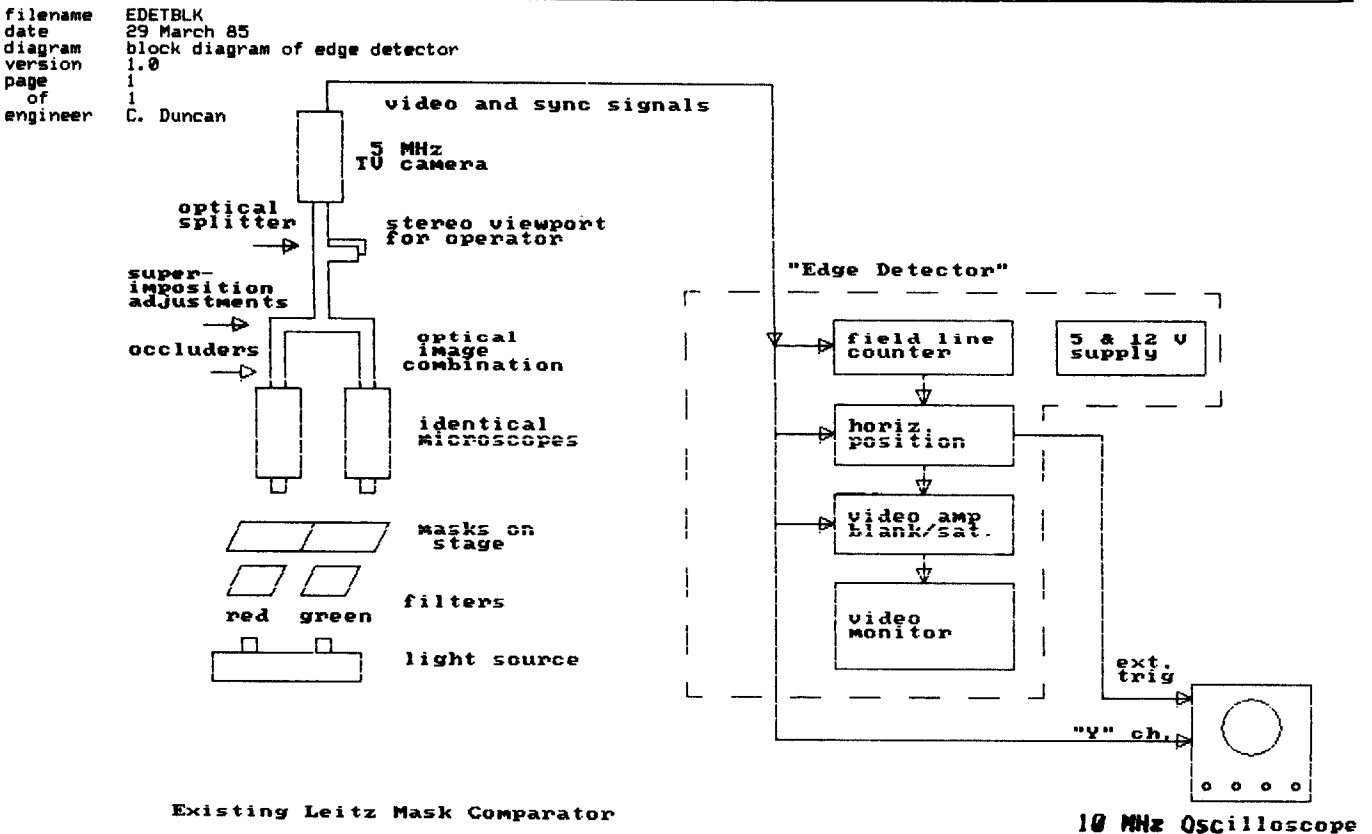 filename EDETBLK
date 29 March 85
diagram block diagram of edge detector
version 1.0
page 1
of 1
engineer C. Duncan
video and sync signals
5 MHz
TV camera
optical
splitter
stereo viewport
for operator
super-
imposition
adjustments
occluders
optical
image
combination
identical
microscopes
masks on
stage
filters
red green
light source
Existing Leitz Mask Comparator
"Edge Detector"
field line
counter
5 & 12 V
supply
horiz.
position
video amp
blank/sat.
video
monitor
ext.
trig
"Y" ch.
10 MHz Oscilloscope